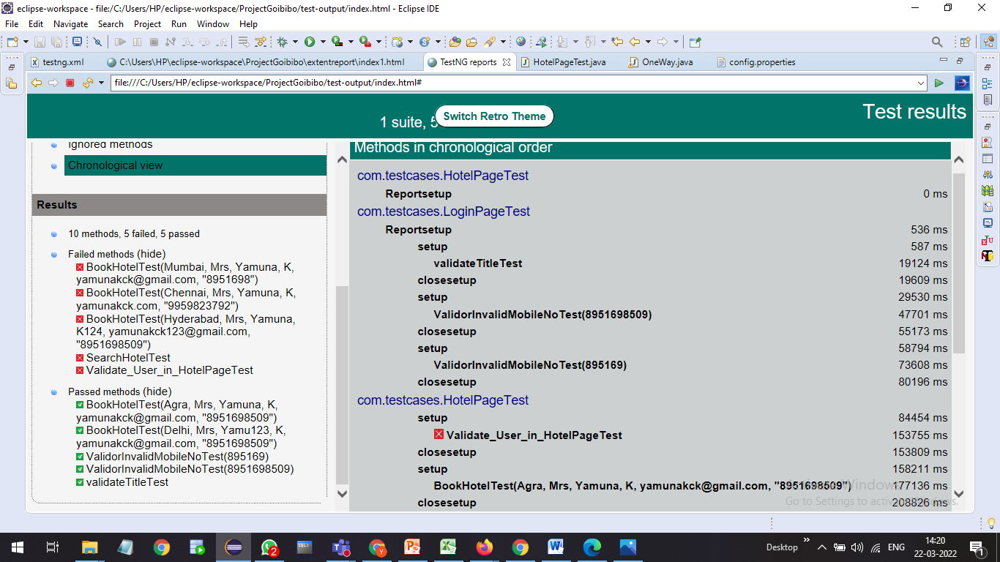 eclipse-workspace - file:/C:/Users/HP/eclipse-workspace/ProjectGoibibo/test-output/index.html - Eclipse IDE
File Edit Navigate Search Project Run Window Help
testng.xml C:\Users\HP\eclipse-workspace\ProjectGoibibo\extentreport\index1.html TestNG reports HotelPageTest.java OneWay.java config.properties
file:///C:/Users/HP/eclipse-workspace/ProjectGoibibo/test-output/index.html#
Test results
1 suite, 5
Switch Retro Theme
Ignored methods
Chronological view
Results
10 methods, 5 failed, 5 passed
Failed methods (hide)
BookHotelTest(Mumbai, Mrs, Yamuna, K,
yamunakck@gmail.com, "8951698")
BookHotelTest(Chennai, Mrs, Yamuna, K,
yamunakck.com, "9959823792")
BookHotelTest(Hyderabad, Mrs, Yamuna,
K124, yamunakck123@gmail.com,
"8951698509")
SearchHotelTest
Validate_User_in_HotelPageTest
Passed methods (hide)
BookHotelTest(Agra, Mrs, Yamuna, K,
yamunakck@gmail.com, "8951698509")
BookHotelTest(Delhi, Mrs, Yamu123, K,
yamunakck@gmail.com, "8951698509")
ValidorInvalidMobileNoTest(895169)
ValidorInvalidMobileNoTest(8951698509)
validateTitleTest
Methods in chronological order
com.testcases.HotelPageTest
Reportsetup 0 ms
com.testcases.LoginPageTest
Reportsetup 536 ms
setup 587 ms
validateTitleTest 19124 ms
closesetup 19609 ms
setup 29530 ms
ValidorInvalidMobileNoTest(8951698509) 47701 ms
closesetup 55173 ms
setup 58794 ms
ValidorInvalidMobileNoTest(895169) 73608 ms
closesetup 80196 ms
com.testcases.HotelPageTest
setup 84454 ms
Validate_User_in_HotelPageTest 153755 ms
closesetup 153809 ms
setup 158211 ms
BookHotelTest(Agra, Mrs, Yamuna, K, yamunakck@gmail.com, "8951698509") 177136 ms
closesetup 208826 ms
Activate Windows
Go to Settings to activate Windows.
Desktop ENG 14:20
22-03-2022